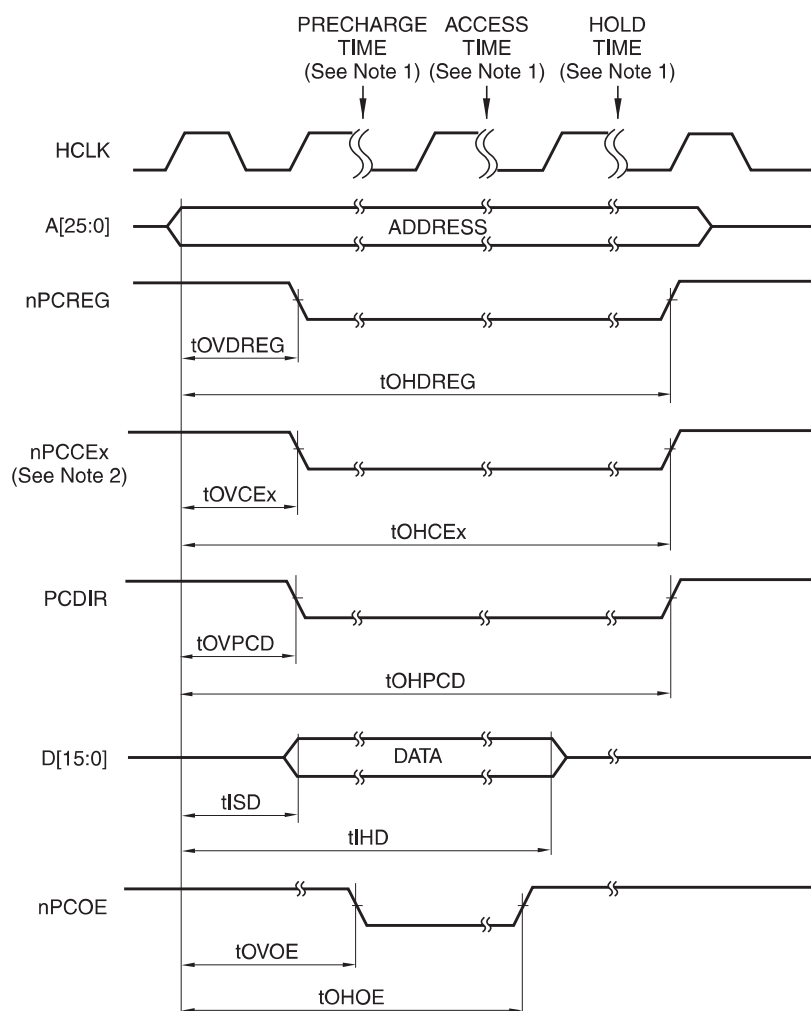 PRECHARGE TIME (See Note 1)
ACCESS TIME (See Note 1)
HOLD TIME (See Note 1)
HCLK
A[25:0]
ADDRESS
nPCREG
tOVDREG
tOHDREG
nPCCEx
(See Note 2)
tOVCEx
tOHCEx
PCDIR
tOVPCD
tOHPCD
D[15:0]
DATA
tISD
tIHD
nPCOE
tOVOE
tOHOE